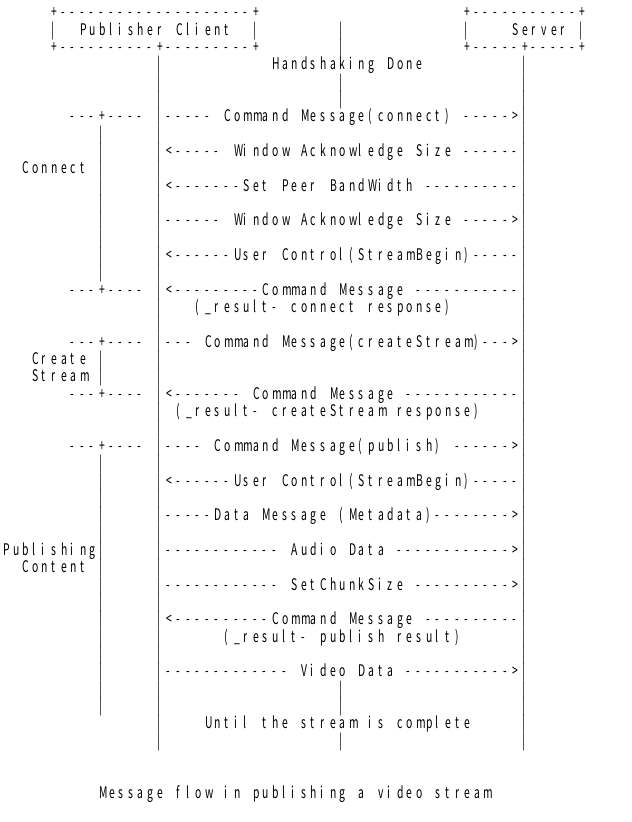 Publisher Client
Server
Handshaking Done
Command Message(connect)
Window Acknowledge Size
Connect
Set Peer BandWidth
Window Acknowledge Size
User Control(StreamBegin)
Command Message
(_result- connect response)
Command Message(createStream)
Create
Stream
Command Message
(_result- createStream response)
Command Message(publish)
User Control(StreamBegin)
Data Message (Metadata)
Publishing
Content
Audio Data
SetChunkSize
Command Message
(_result- publish result)
Video Data
Until the stream is complete
Message flow in publishing a video stream